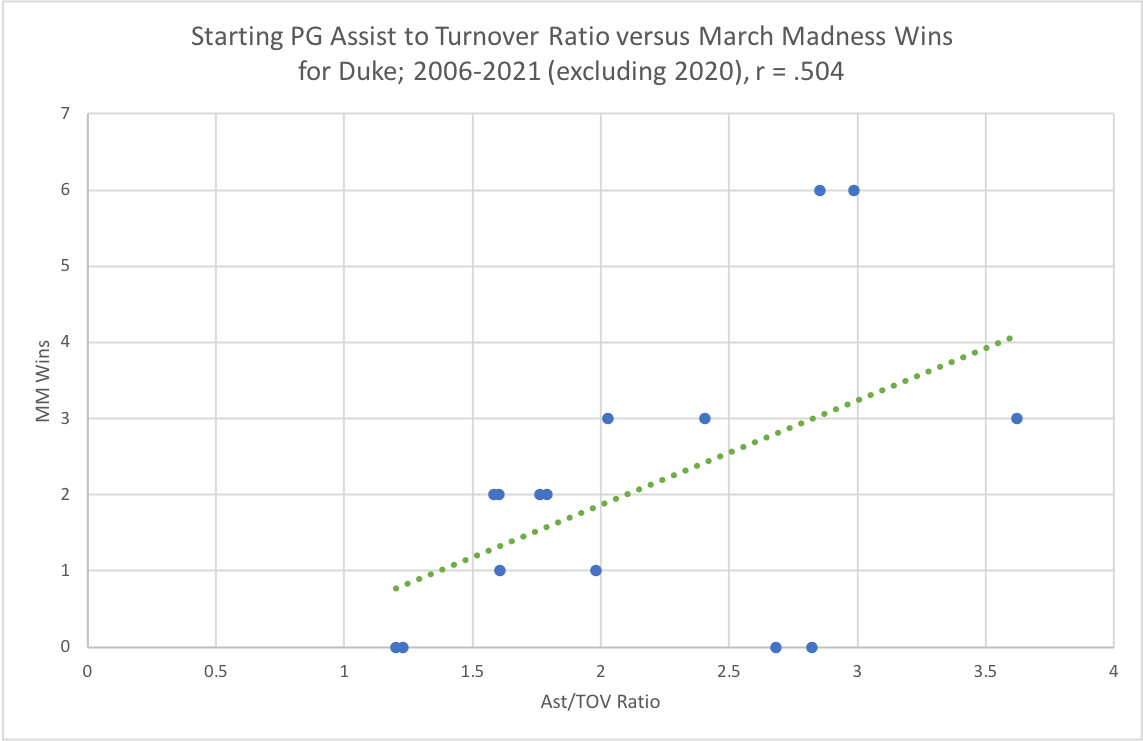 Starting PG Assist to Turnover Ratio versus March Madness Wins
for Duke; 2006-2021 (excluding 2020), r = .504
7
6
5
4
3
2
1
0
MM Wins
0 0.5 1 1.5 2 2.5 3 3.5 4
Ast/TOV Ratio